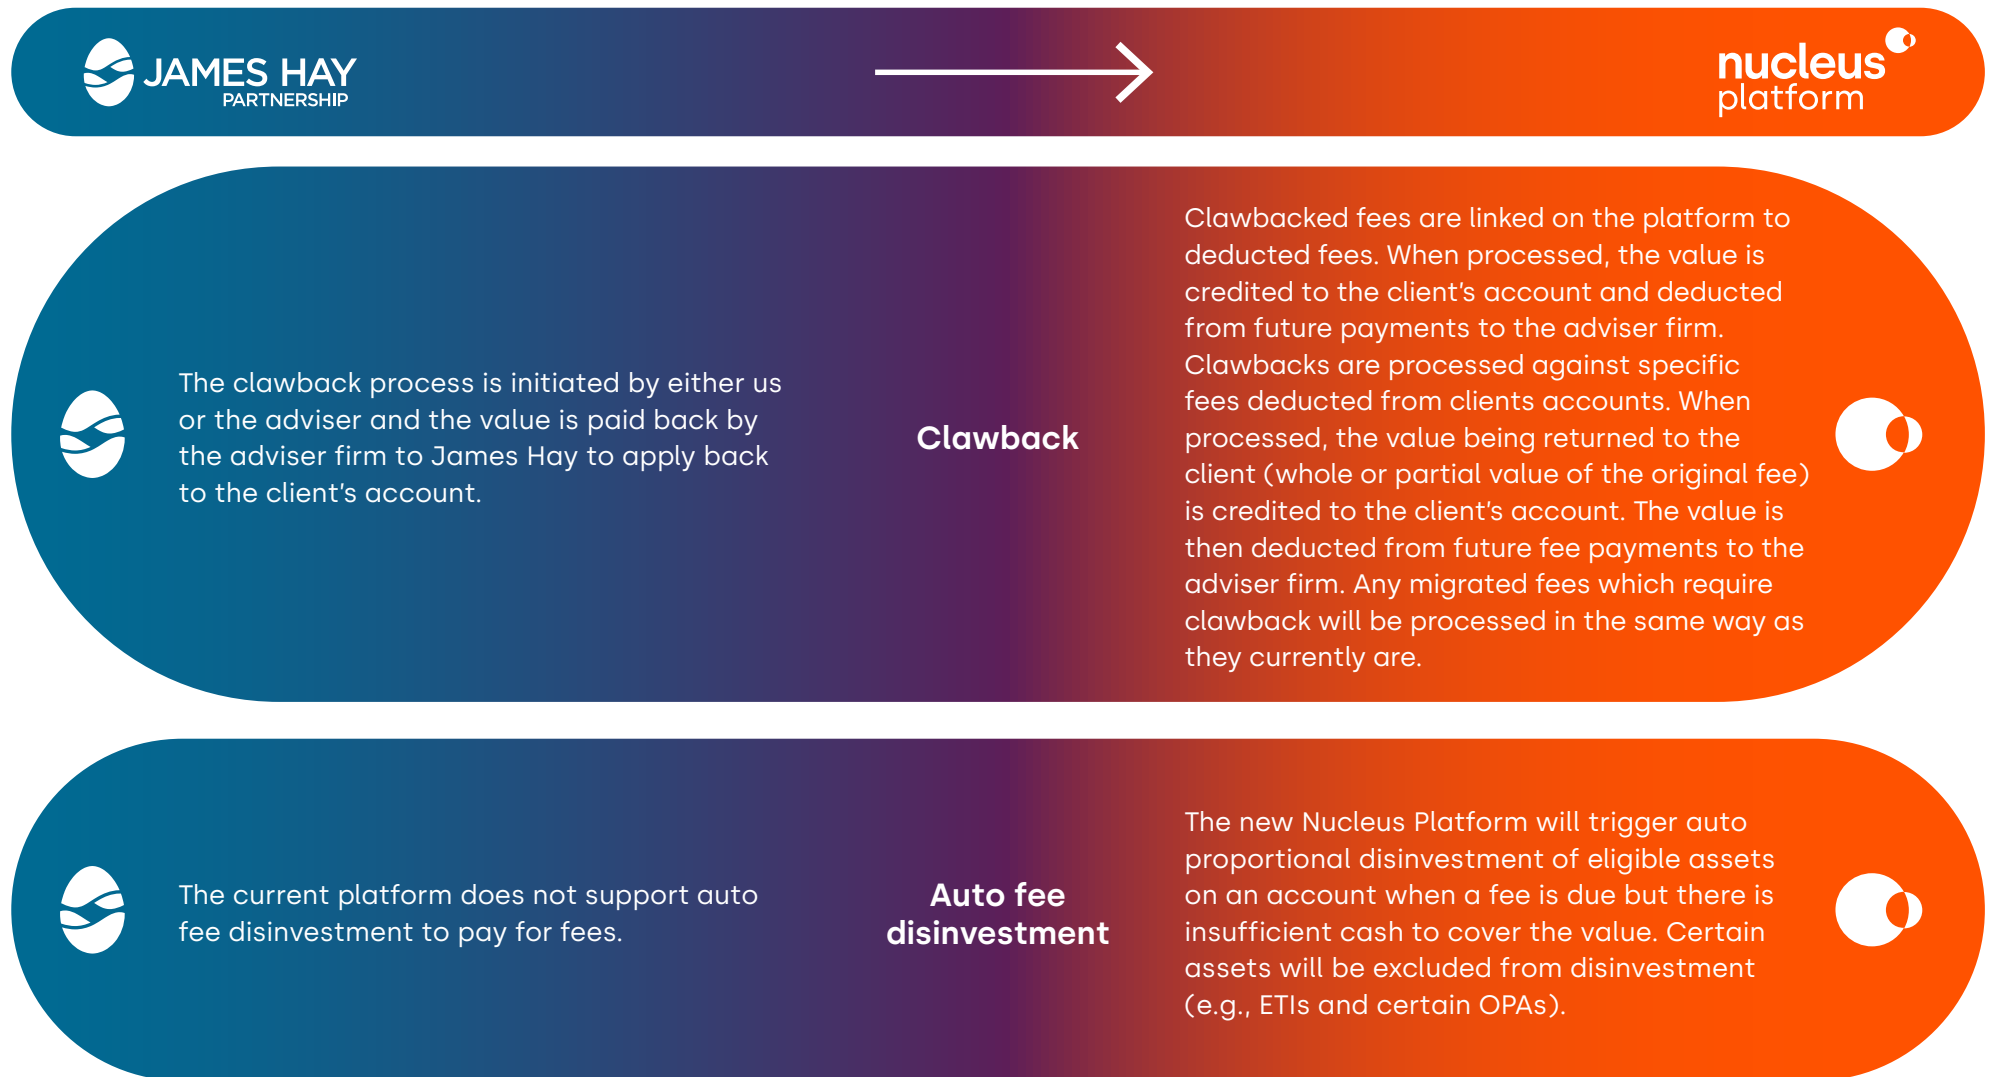 JAMES HAY
PARTNERSHIP
nucleus
platform
The clawback process is initiated by either us
or the adviser and the value is paid back by
the adviser firm to James Hay to apply back
to the client's account.
Clawback
Clawbacked fees are linked on the platform to
deducted fees. When processed, the value is
credited to the client's account and deducted
from future payments to the adviser firm.
Clawbacks are processed against specific
fees deducted from clients accounts. When
processed, the value being returned to the
client (whole or partial value of the original fee)
is credited to the client's account. The value is
then deducted from future fee payments to the
adviser firm. Any migrated fees which require
clawback will be processed in the same way as
they currently are.
The current platform does not support auto
fee disinvestment to pay for fees.
Auto fee
disinvestment
The new Nucleus Platform will trigger auto
proportional disinvestment of eligible assets
on an account when a fee is due but there is
insufficient cash to cover the value. Certain
assets will be excluded from disinvestment
(e.g., ETIs and certain OPAs).